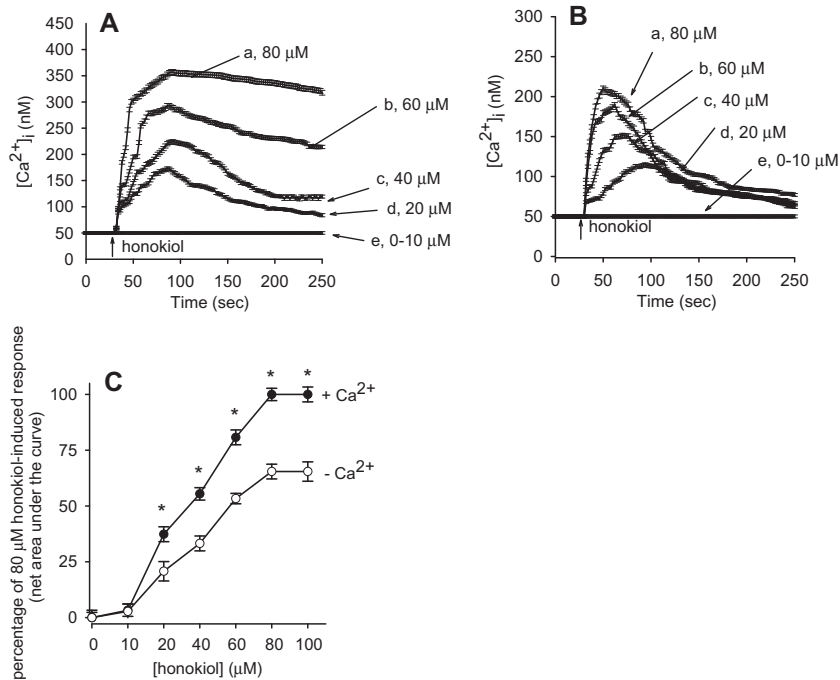 A
450
400
350
300
250
200
150
100
50
0
[Ca2+]i (nM)
a, 80 μM
b, 60 μM
c, 40 μM
d, 20 μM
e, 0-10 μM
honokiol
0 50 100 150 200 250
Time (sec)
B
300
250
200
150
100
50
0
[Ca2+]i (nM)
a, 80 μM
b, 60 μM
c, 40 μM
d, 20 μM
e, 0-10 μM
honokiol
0 50 100 150 200 250
Time (sec)
C
percentage of 80 μM honokiol-induced response
(net area under the curve)
100
75
50
25
0
* * * * *
+ Ca2+
- Ca2+
0 10 20 40 60 80 100
[honokiol] (μM)